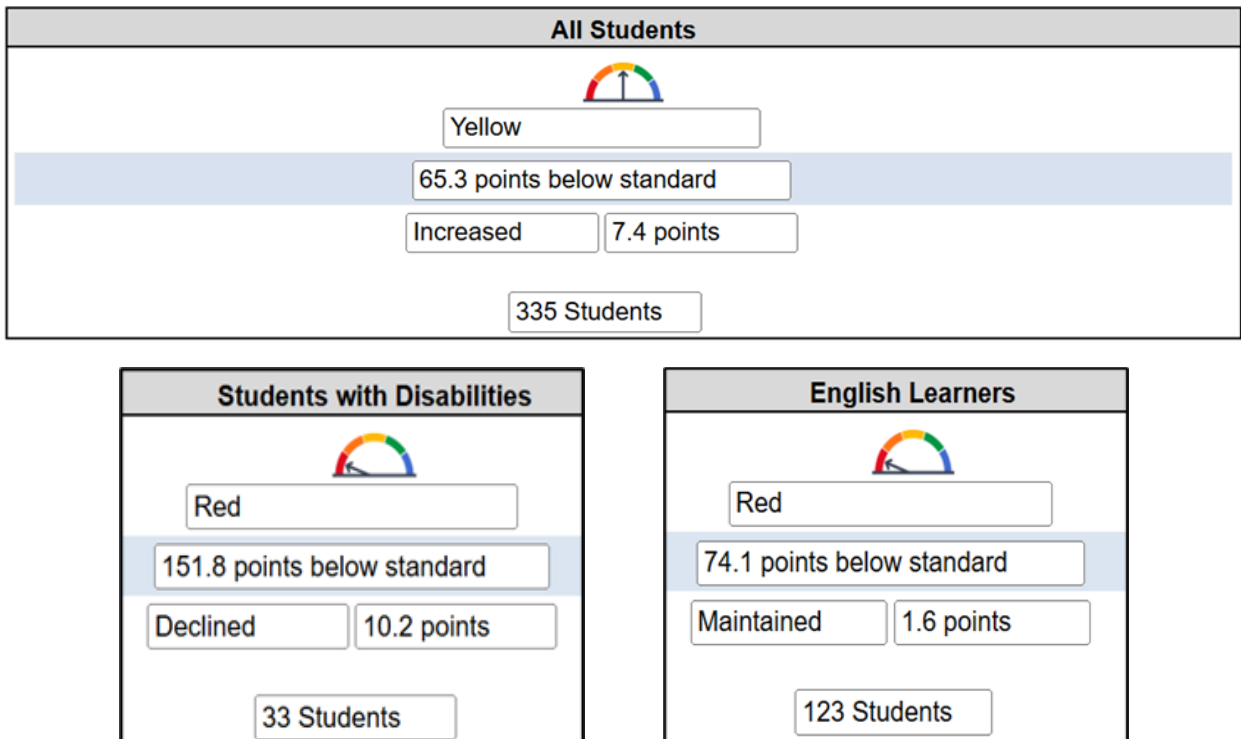 All Students
Yellow
65.3 points below standard
Increased 7.4 points
335 Students
Students with Disabilities
Red
151.8 points below standard
Declined 10.2 points
33 Students
English Learners
Red
74.1 points below standard
Maintained 1.6 points
123 Students